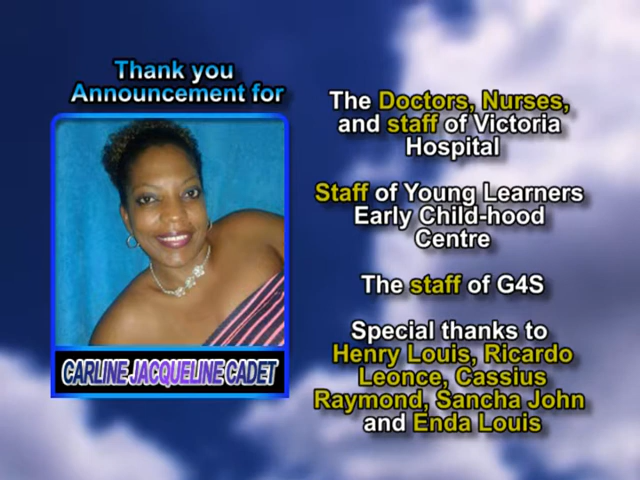 Thank you
Announcement for
CARLINE JACQUELINE CADET
The Doctors, Nurses,
and staff of Victoria
Hospital
Staff of Young Learners
Early Child-hood
Centre
The staff of G4S
Special thanks to
Henry Louis, Ricardo
Leonce, Cassius
Raymond, Sancha John
and Enda Louis